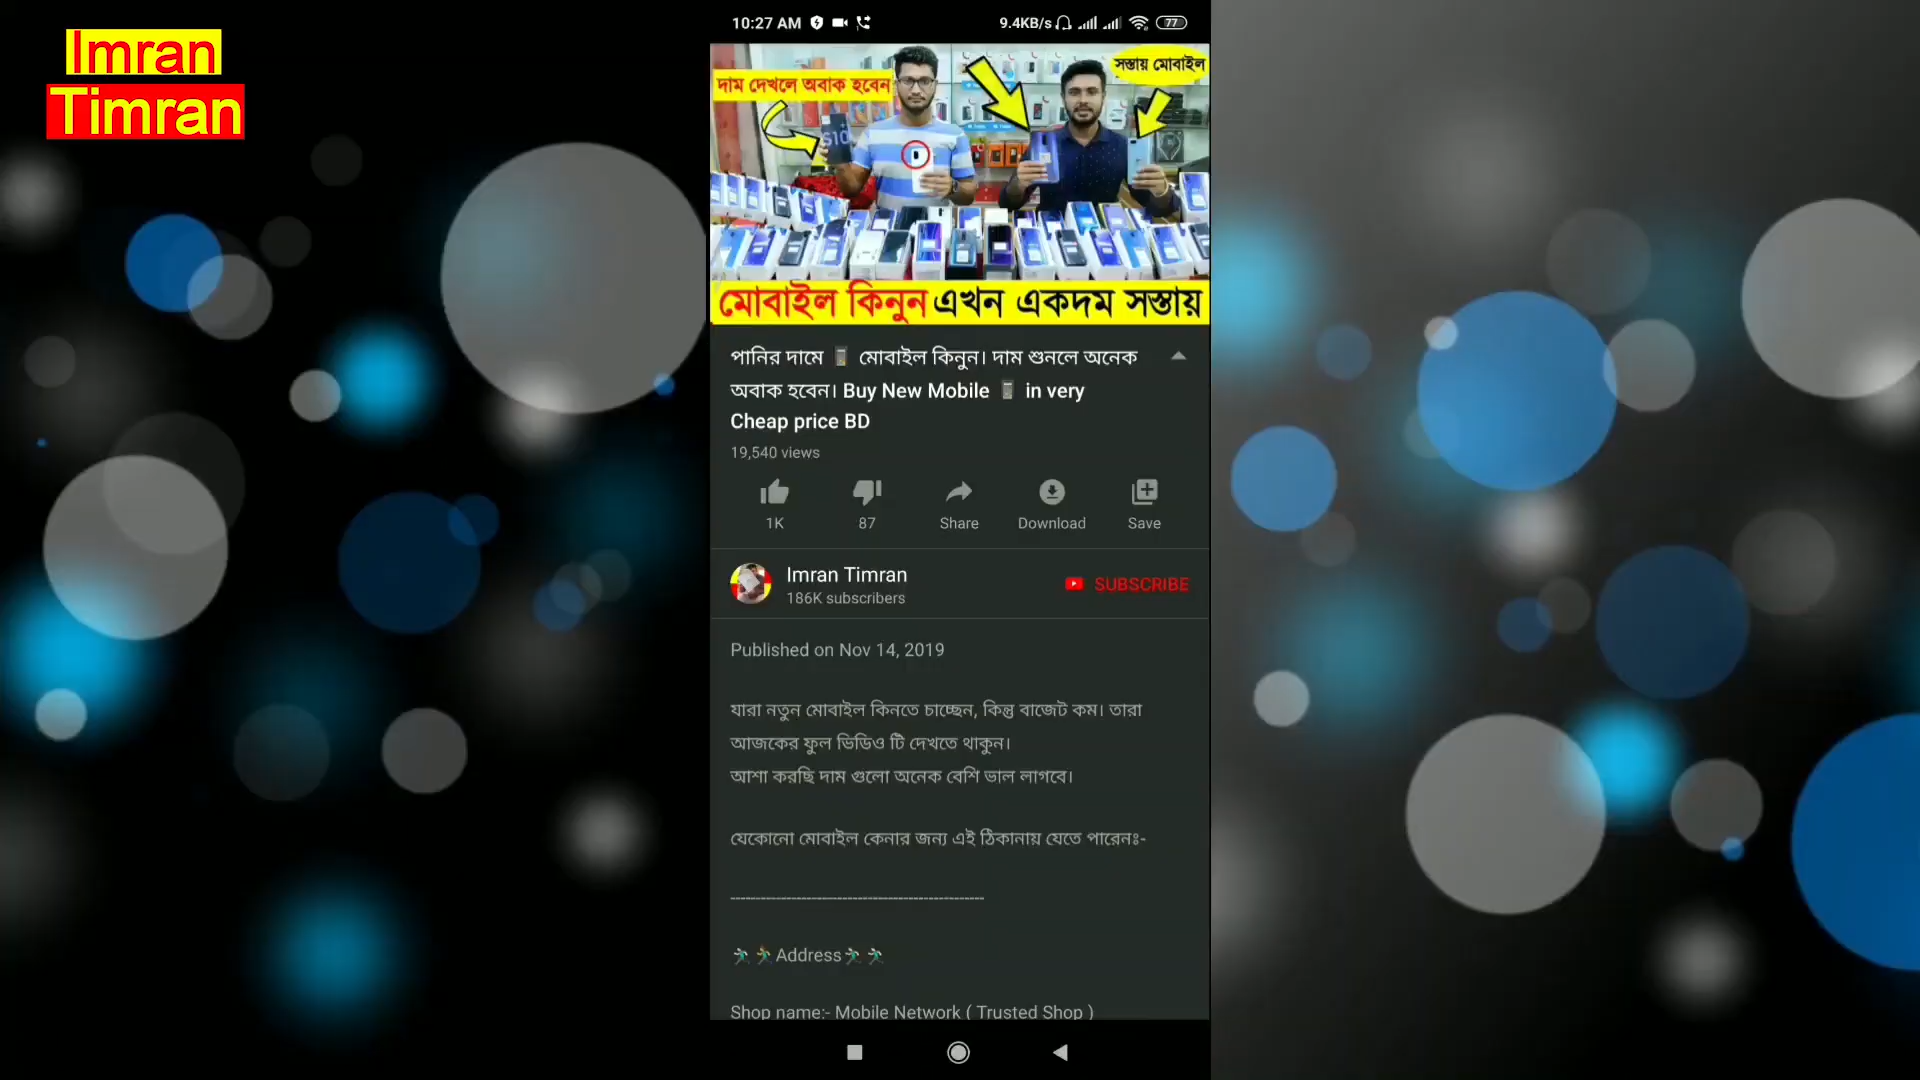 Imran
Timran
10:27 AM
9.4KB/s
77
দাম দেখলে অবাক হবেন
সস্তায় মোবাইল
S10
মোবাইল কিনুন এখন একদম সস্তায়
পানির দামে 📱 মোবাইল কিনুন। দাম শুনলে অনেক
অবাক হবেন। Buy New Mobile 📱 in very
Cheap price BD
19,540 views
1K
87
Share
Download
Save
Imran Timran
186K subscribers
SUBSCRIBE
Published on Nov 14, 2019
যারা নতুন মোবাইল কিনতে চাচ্ছেন, কিন্তু বাজেট কম। তারা
আজকের ফুল ভিডিও টি দেখতে থাকুন।
আশা করছি দাম গুলো অনেক বেশি ভাল লাগবে।
যেকোনো মোবাইল কেনার জন্য এই ঠিকানায় যেতে পারেনঃ-
--------------------------------------------------
🏃🏃Address🏃🏃
Shop name:- Mobile Network ( Trusted Shop )